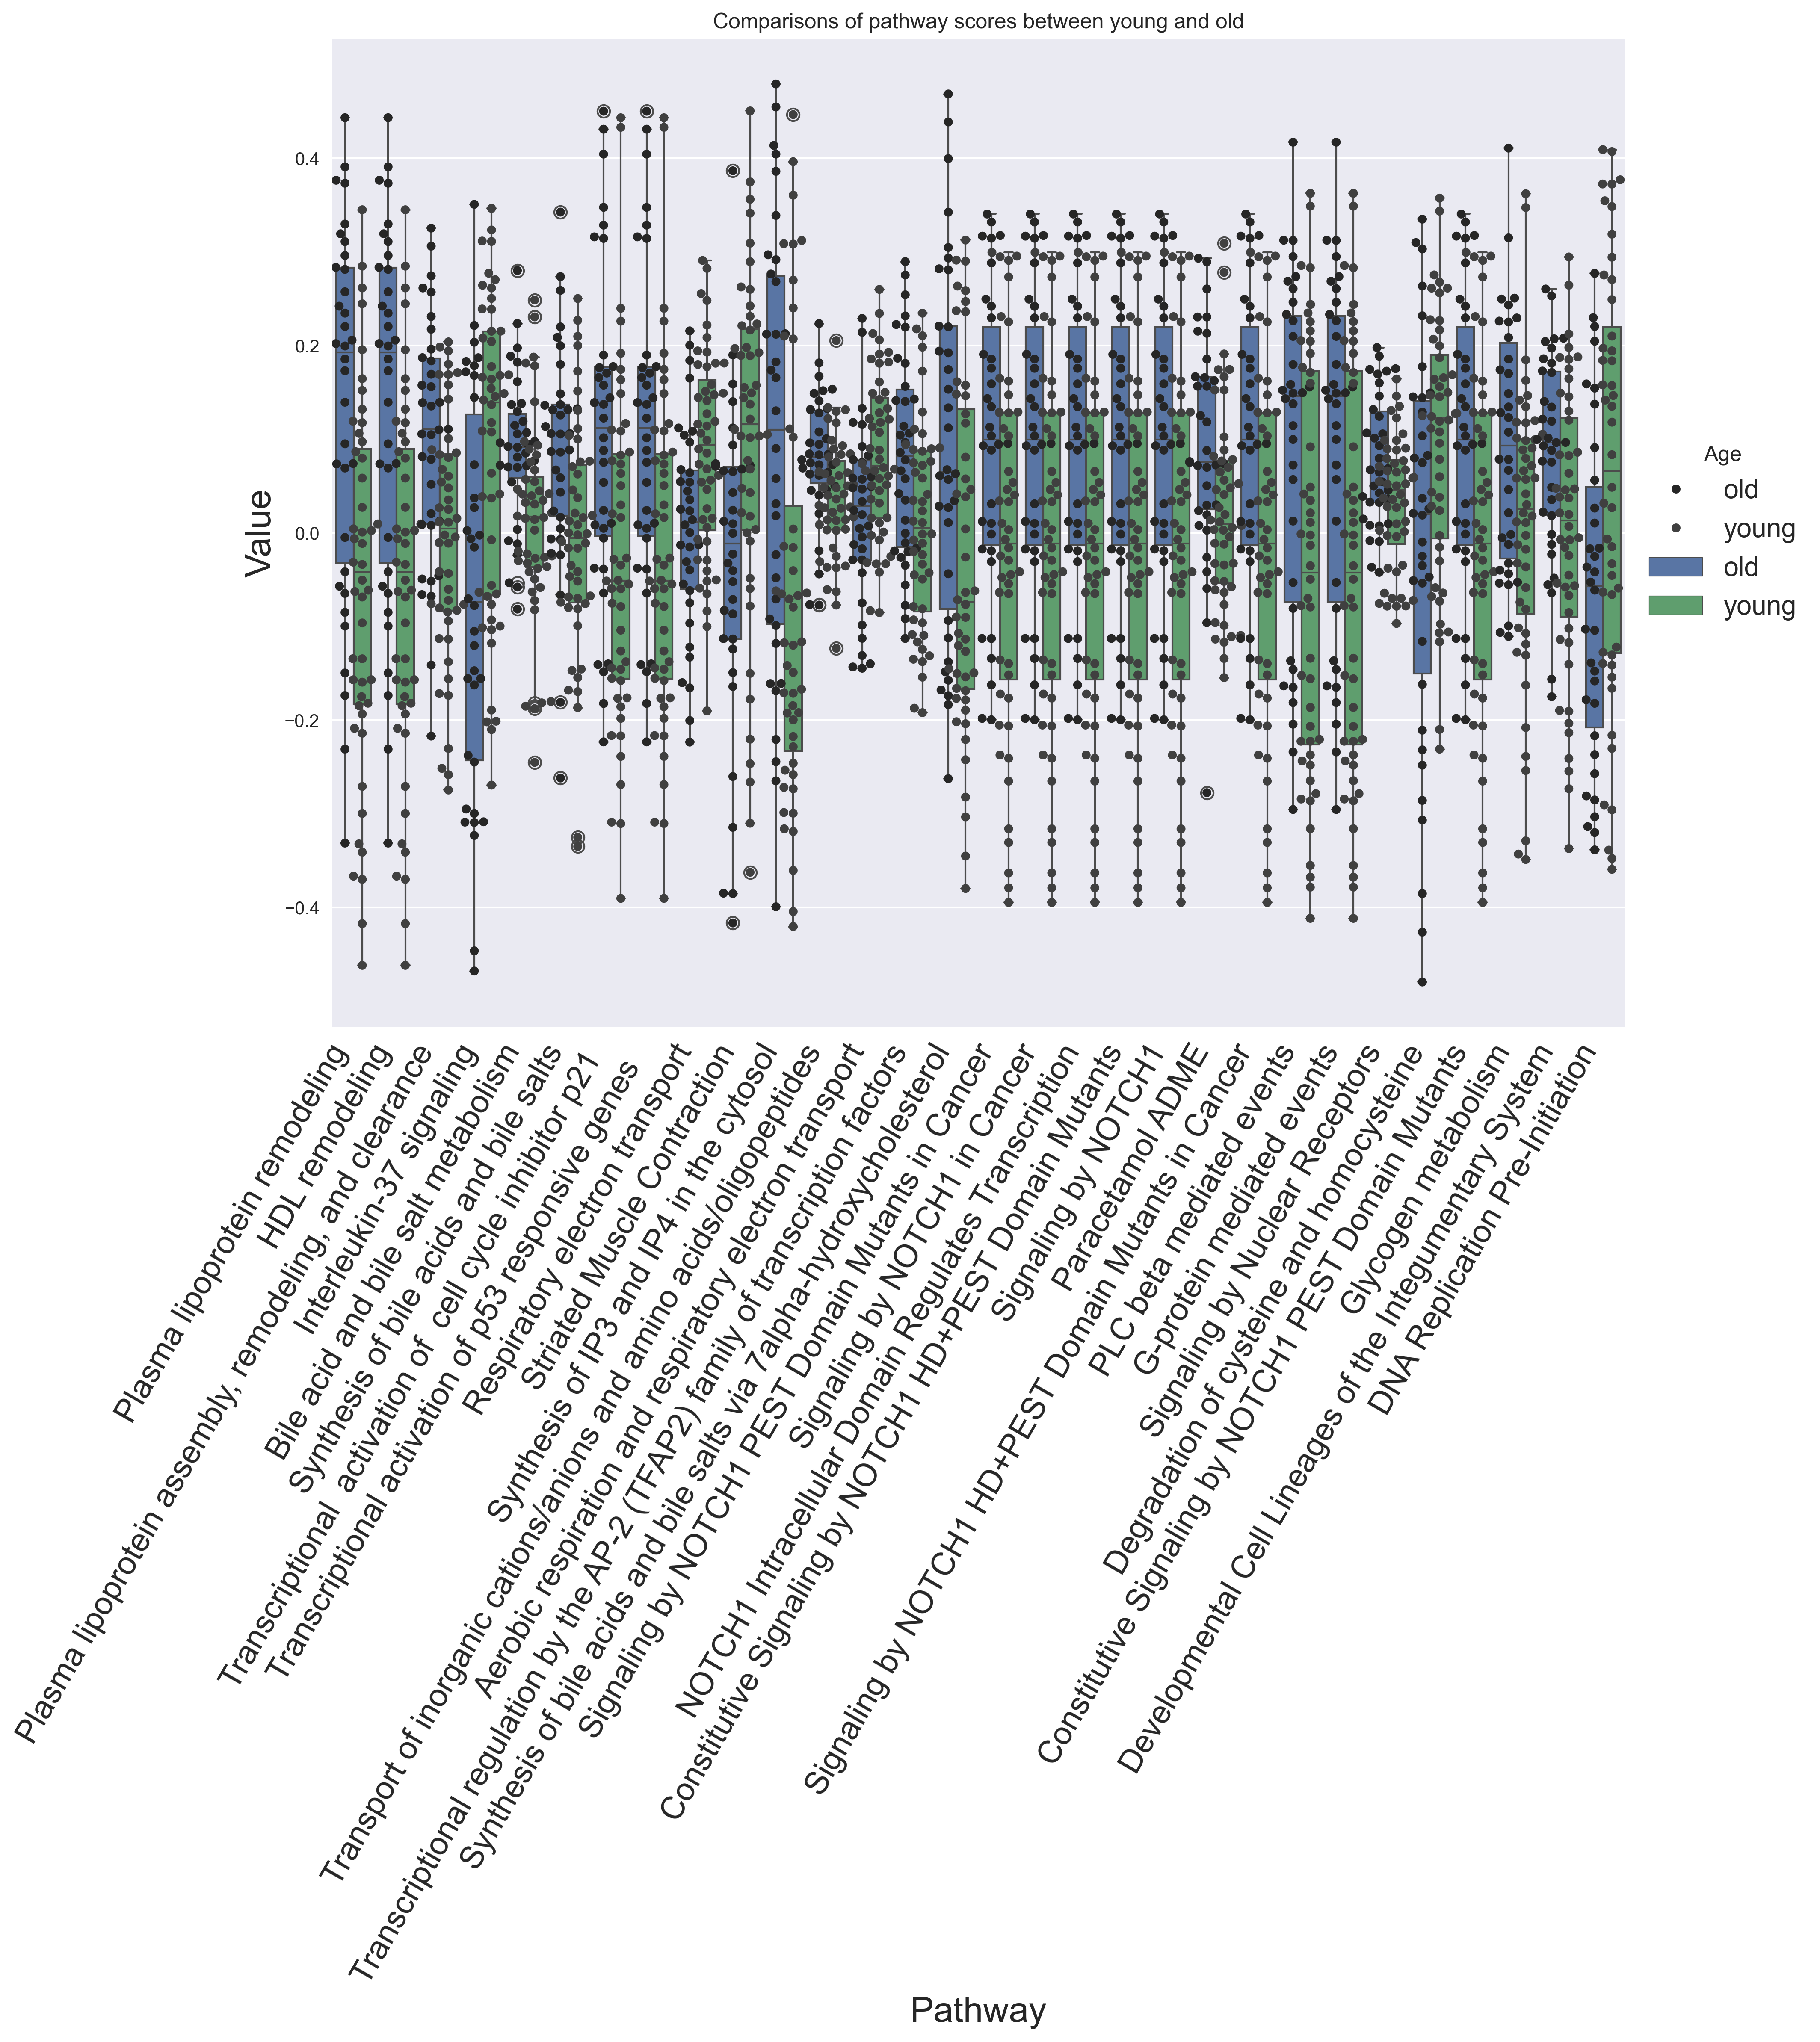 Comparisons of pathway scores between young and old
Value
0.4
0.2
0.0
−0.2
−0.4
Age
old
young
old
young
Plasma lipoprotein remodeling
HDL remodeling
Plasma lipoprotein assembly, remodeling, and clearance
Interleukin-37 signaling
Bile acid and bile salt metabolism
Synthesis of bile acids and bile salts
Transcriptional  activation of  cell cycle inhibitor p21
Transcriptional activation of p53 responsive genes
Respiratory electron transport
Striated Muscle Contraction
Synthesis of IP3 and IP4 in the cytosol
Transport of inorganic cations/anions and amino acids/oligopeptides
Aerobic respiration and respiratory electron transport
Transcriptional regulation by the AP-2 (TFAP2) family of transcription factors
Synthesis of bile acids and bile salts via 7alpha-hydroxycholesterol
Signaling by NOTCH1 PEST Domain Mutants in Cancer
Signaling by NOTCH1 in Cancer
NOTCH1 Intracellular Domain Regulates Transcription
Constitutive Signaling by NOTCH1 HD+PEST Domain Mutants
Signaling by NOTCH1
Paracetamol ADME
Signaling by NOTCH1 HD+PEST Domain Mutants in Cancer
PLC beta mediated events
G-protein mediated events
Signaling by Nuclear Receptors
Degradation of cysteine and homocysteine
Constitutive Signaling by NOTCH1 PEST Domain Mutants
Glycogen metabolism
Developmental Cell Lineages of the Integumentary System
DNA Replication Pre-Initiation
Pathway